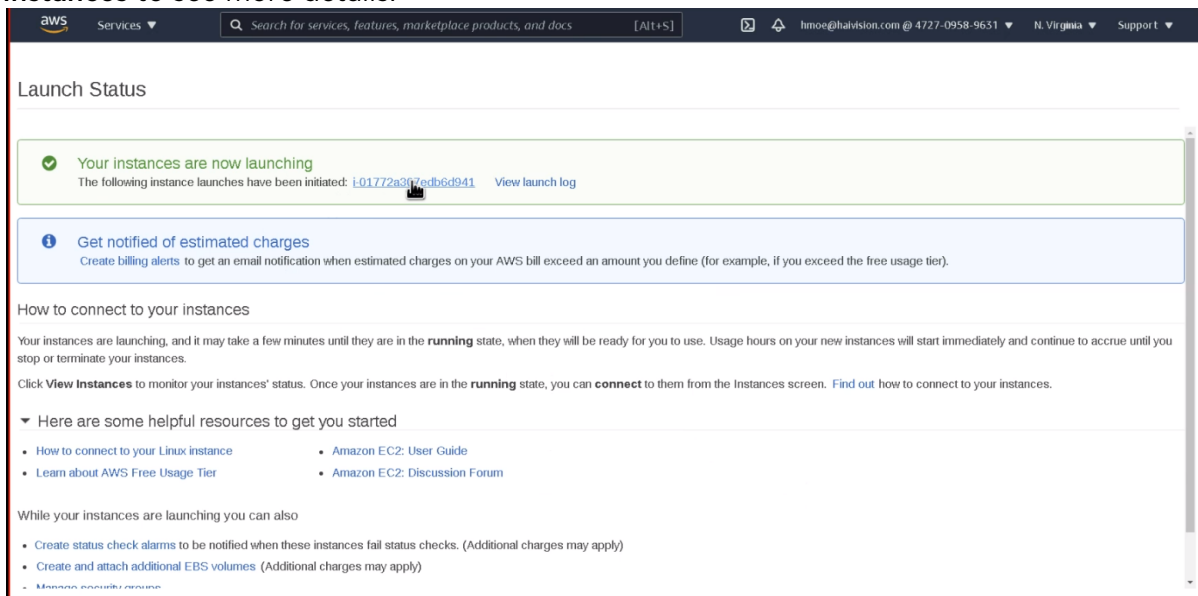 instances to see more details.
aws Services ▼ Search for services, features, marketplace products, and docs [Alt+S] hmoe@haivision.com @ 4727-0958-9631 ▼ N. Virginia ▼ Support ▼
Launch Status
Your instances are now launching
The following instance launches have been initiated: i-01772a367edb6d941 View launch log
Get notified of estimated charges
Create billing alerts to get an email notification when estimated charges on your AWS bill exceed an amount you define (for example, if you exceed the free usage tier).
How to connect to your instances
Your instances are launching, and it may take a few minutes until they are in the running state, when they will be ready for you to use. Usage hours on your new instances will start immediately and continue to accrue until you
stop or terminate your instances.
Click View Instances to monitor your instances' status. Once your instances are in the running state, you can connect to them from the Instances screen. Find out how to connect to your instances.
Here are some helpful resources to get you started
• How to connect to your Linux instance • Amazon EC2: User Guide
• Learn about AWS Free Usage Tier • Amazon EC2: Discussion Forum
While your instances are launching you can also
• Create status check alarms to be notified when these instances fail status checks. (Additional charges may apply)
• Create and attach additional EBS volumes (Additional charges may apply)
• Manage security groups